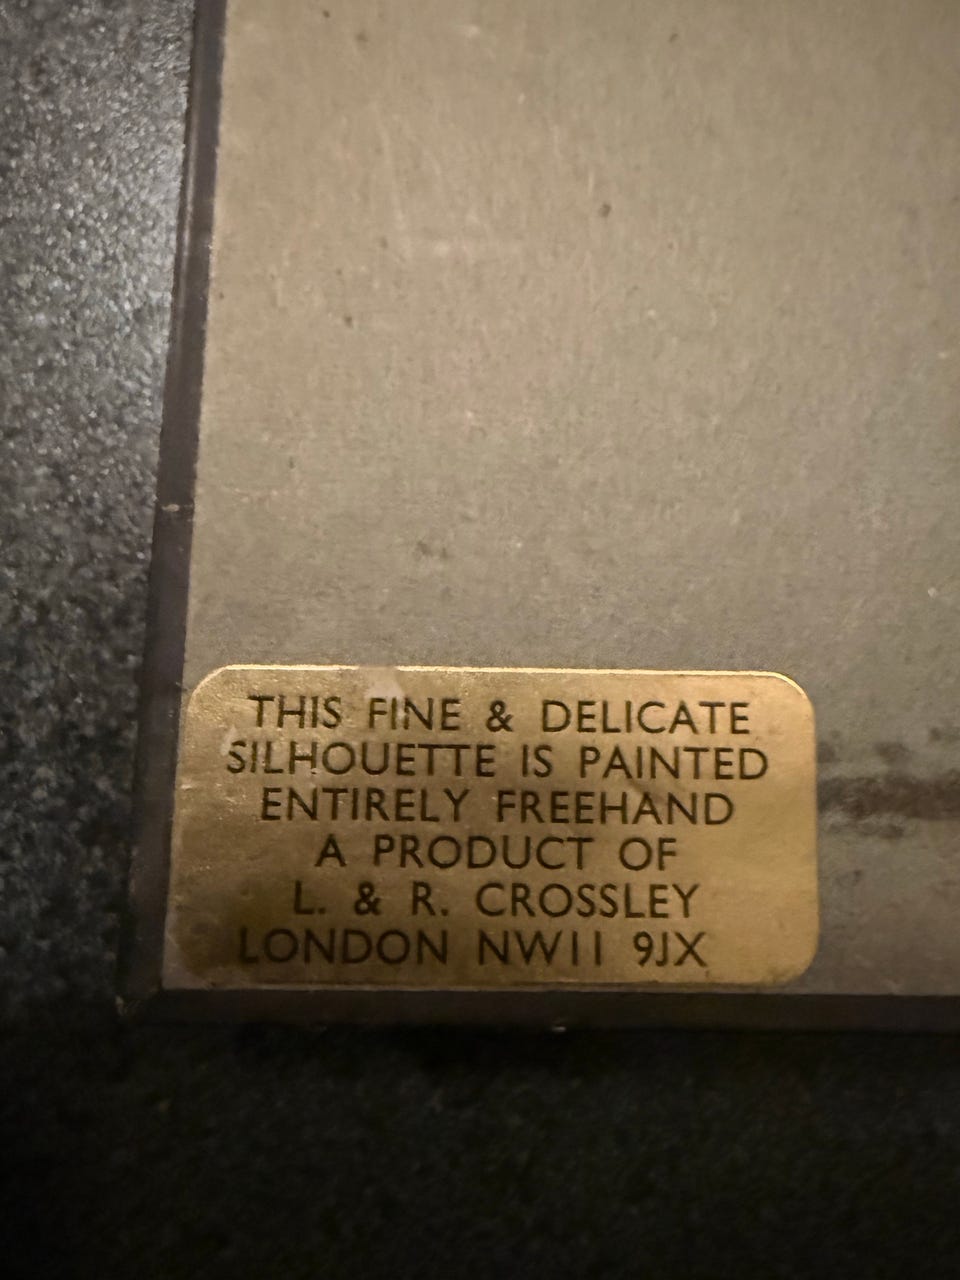 THIS FINE & DELICATE
SILHOUETTE IS PAINTED
ENTIRELY FREEHAND
A PRODUCT OF
L. & R. CROSSLEY
LONDON NW11 9JX